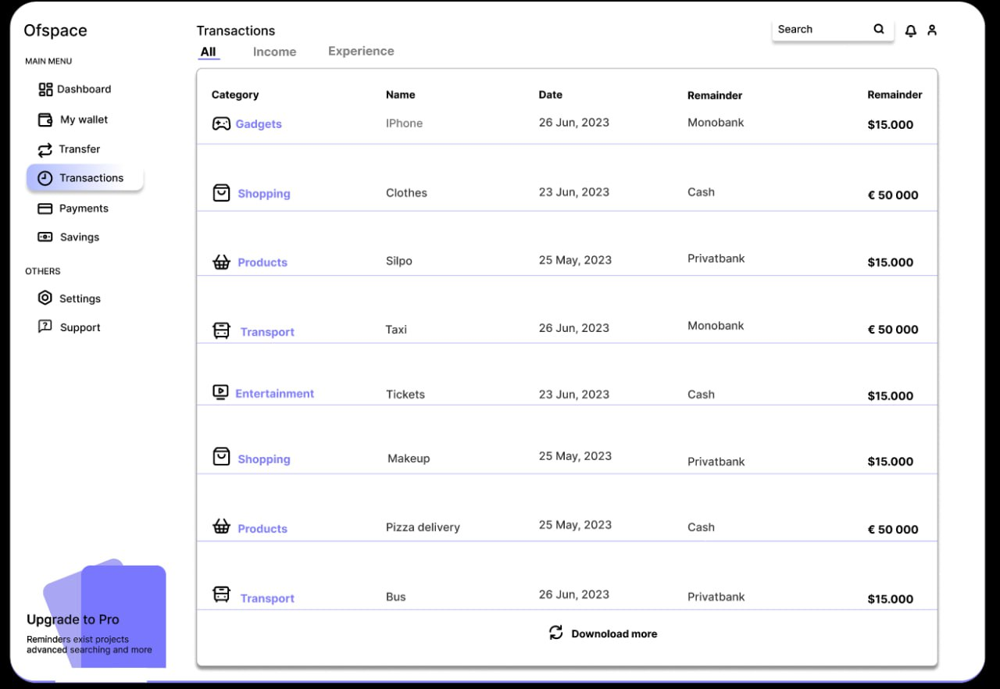 Ofspace
MAIN MENU
Dashboard
My wallet
Transfer
Transactions
Payments
Savings
OTHERS
Settings
Support
Upgrade to Pro
Reminders exist projects
advanced searching and more
Transactions
Search
All Income Experience
Category Name Date Remainder Remainder
Gadgets IPhone 26 Jun, 2023 Monobank $15.000
Shopping Clothes 23 Jun, 2023 Cash € 50 000
Products Silpo 25 May, 2023 Privatbank $15.000
Transport Taxi 26 Jun, 2023 Monobank € 50 000
Entertainment Tickets 23 Jun, 2023 Cash $15.000
Shopping Makeup 25 May, 2023 Privatbank $15.000
Products Pizza delivery 25 May, 2023 Cash € 50 000
Transport Bus 26 Jun, 2023 Privatbank $15.000
Downoload more